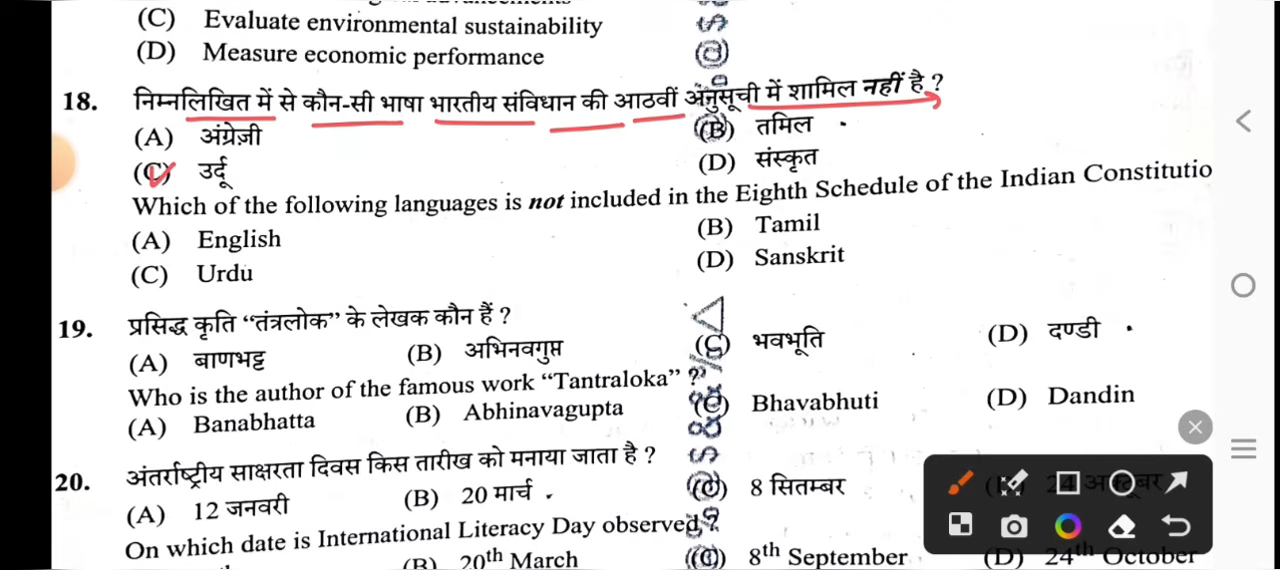 (C) Evaluate environmental sustainability
(D) Measure economic performance
18. निम्नलिखित में से कौन-सी भाषा भारतीय संविधान की आठवीं अनुसूची में शामिल नहीं है ?
(A) अंग्रेज़ी (B) तमिल
(C) उर्दू (D) संस्कृत
Which of the following languages is not included in the Eighth Schedule of the Indian Constitutio
(A) English (B) Tamil
(C) Urdu (D) Sanskrit
19. प्रसिद्ध कृति “तंत्रलोक” के लेखक कौन हैं ?
(A) बाणभट्ट (B) अभिनवगुप्त (C) भवभूति (D) दण्डी
Who is the author of the famous work “Tantraloka” ?
(A) Banabhatta (B) Abhinavagupta (C) Bhavabhuti (D) Dandin
20. अंतर्राष्ट्रीय साक्षरता दिवस किस तारीख को मनाया जाता है ?
(A) 12 जनवरी (B) 20 मार्च (C) 8 सितम्बर 24 अक्टूबर
On which date is International Literacy Day observed ?
(B) 20th March (C) 8th September (D) 24th October